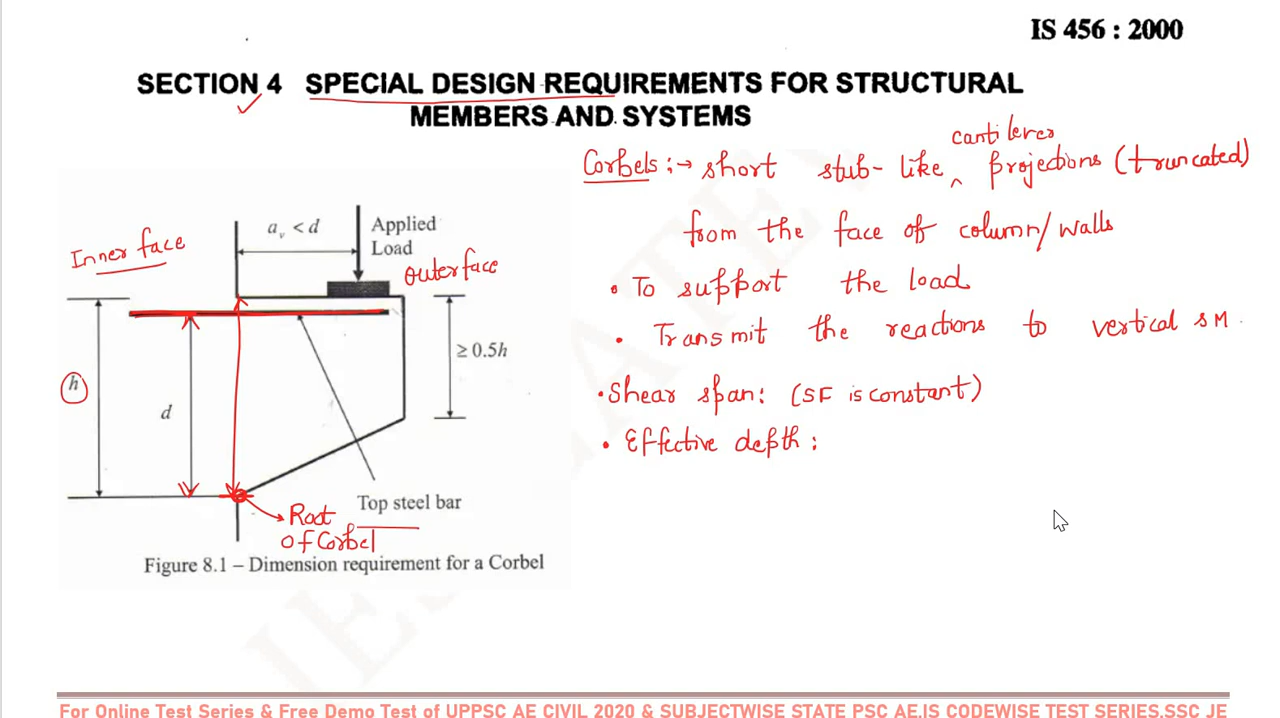 IS 456 : 2000
SECTION 4 SPECIAL DESIGN REQUIREMENTS FOR STRUCTURAL
MEMBERS AND SYSTEMS
Corbels :→ short stub-like cantilever projections (truncated)
from the face of column/walls
• To support the load
• Transmit the reactions to vertical SM.
• Shear span: (SF is constant)
• Effective depth :
Inner face
a_v < d
Applied
Load
Outer face
h
d
≥ 0.5h
Top steel bar
Root
of Corbel
Figure 8.1 – Dimension requirement for a Corbel
For Online Test Series & Free Demo Test of UPPSC AE CIVIL 2020 & SUBJECTWISE STATE PSC AE,IS CODEWISE TEST SERIES.SSC JE